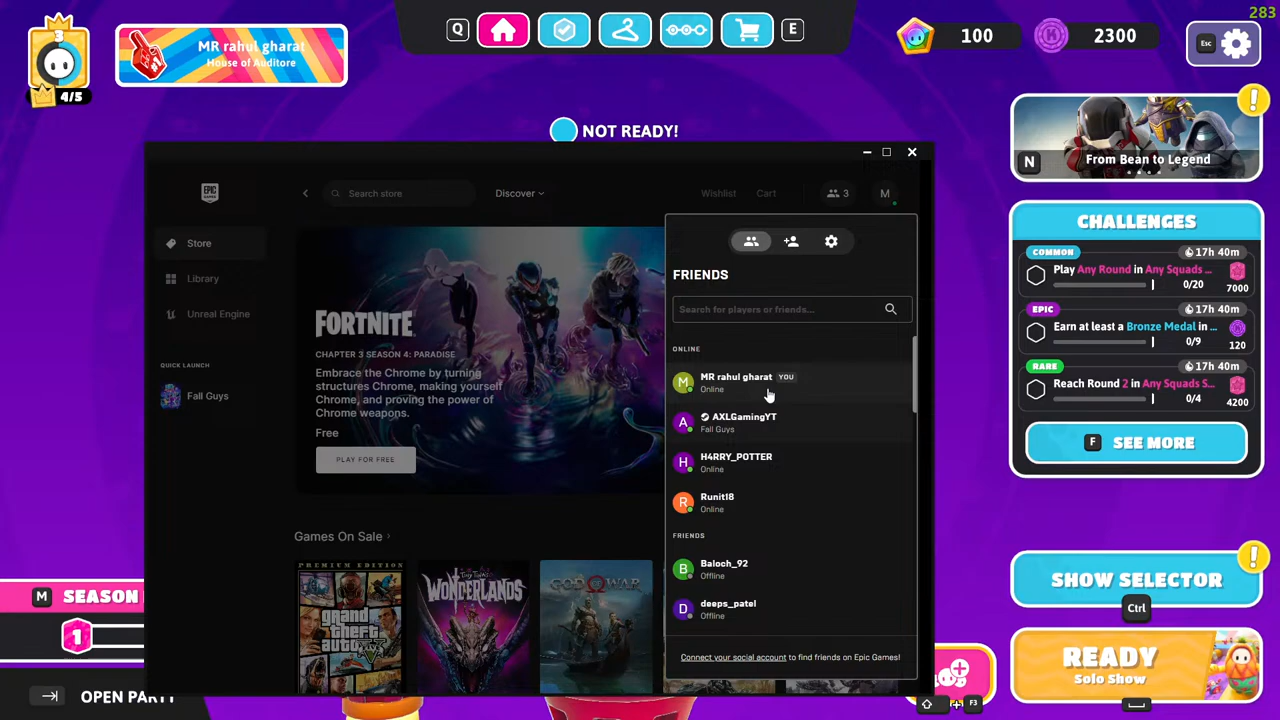 283
3
4/5
MR rahul gharat
House of Auditore
Q
E
100
2300
Esc
NOT READY!
N
From Bean to Legend
CHALLENGES
COMMON
17h 40m
Play Any Round in Any Squads ...
0/20
7000
EPIC
17h 40m
Earn at least a Bronze Medal in ...
0/9
120
RARE
17h 40m
Reach Round 2 in Any Squads S...
0/4
4200
F
SEE MORE
SHOW SELECTOR
Ctrl
READY
Solo Show
F3
M
SEASON
1
OPEN PARTY
EPIC
GAMES
Search store
Discover
Wishlist
Cart
3
M
Store
Library
Unreal Engine
QUICK LAUNCH
Fall Guys
FORTNITE
CHAPTER 3 SEASON 4: PARADISE
Embrace the Chrome by turning
structures Chrome, making yourself
Chrome, and proving the power of
Chrome weapons.
Free
PLAY FOR FREE
Games On Sale
PREMIUM EDITION
grand
theft
auto
WONDERLANDS
GOD OF WAR
FRIENDS
Search for players or friends...
ONLINE
M
MR rahul gharat YOU
Online
A
AXLGamingYT
Fall Guys
H
H4RRY_POTTER
Online
R
Runit18
Online
FRIENDS
B
Baloch_92
Offline
D
deeps_patel
Offline
Connect your social account to find friends on Epic Games!